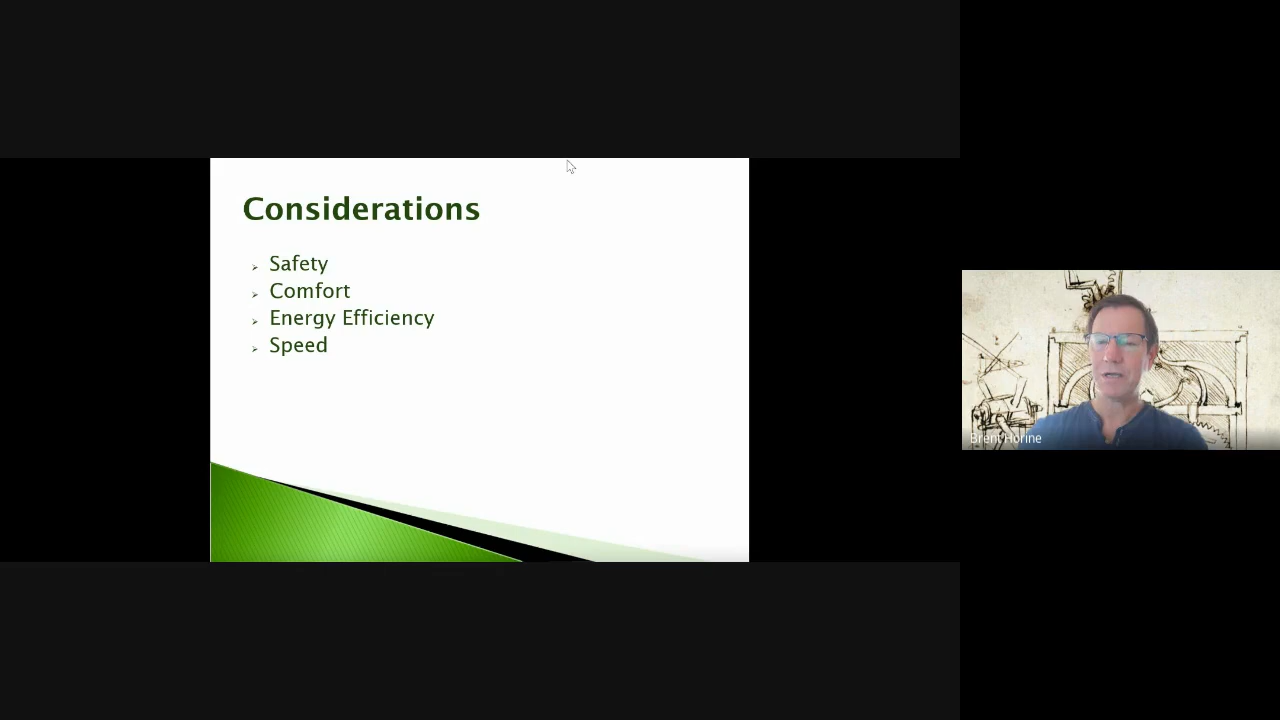 Considerations
Safety
Comfort
Energy Efficiency
Speed
Brent Horine